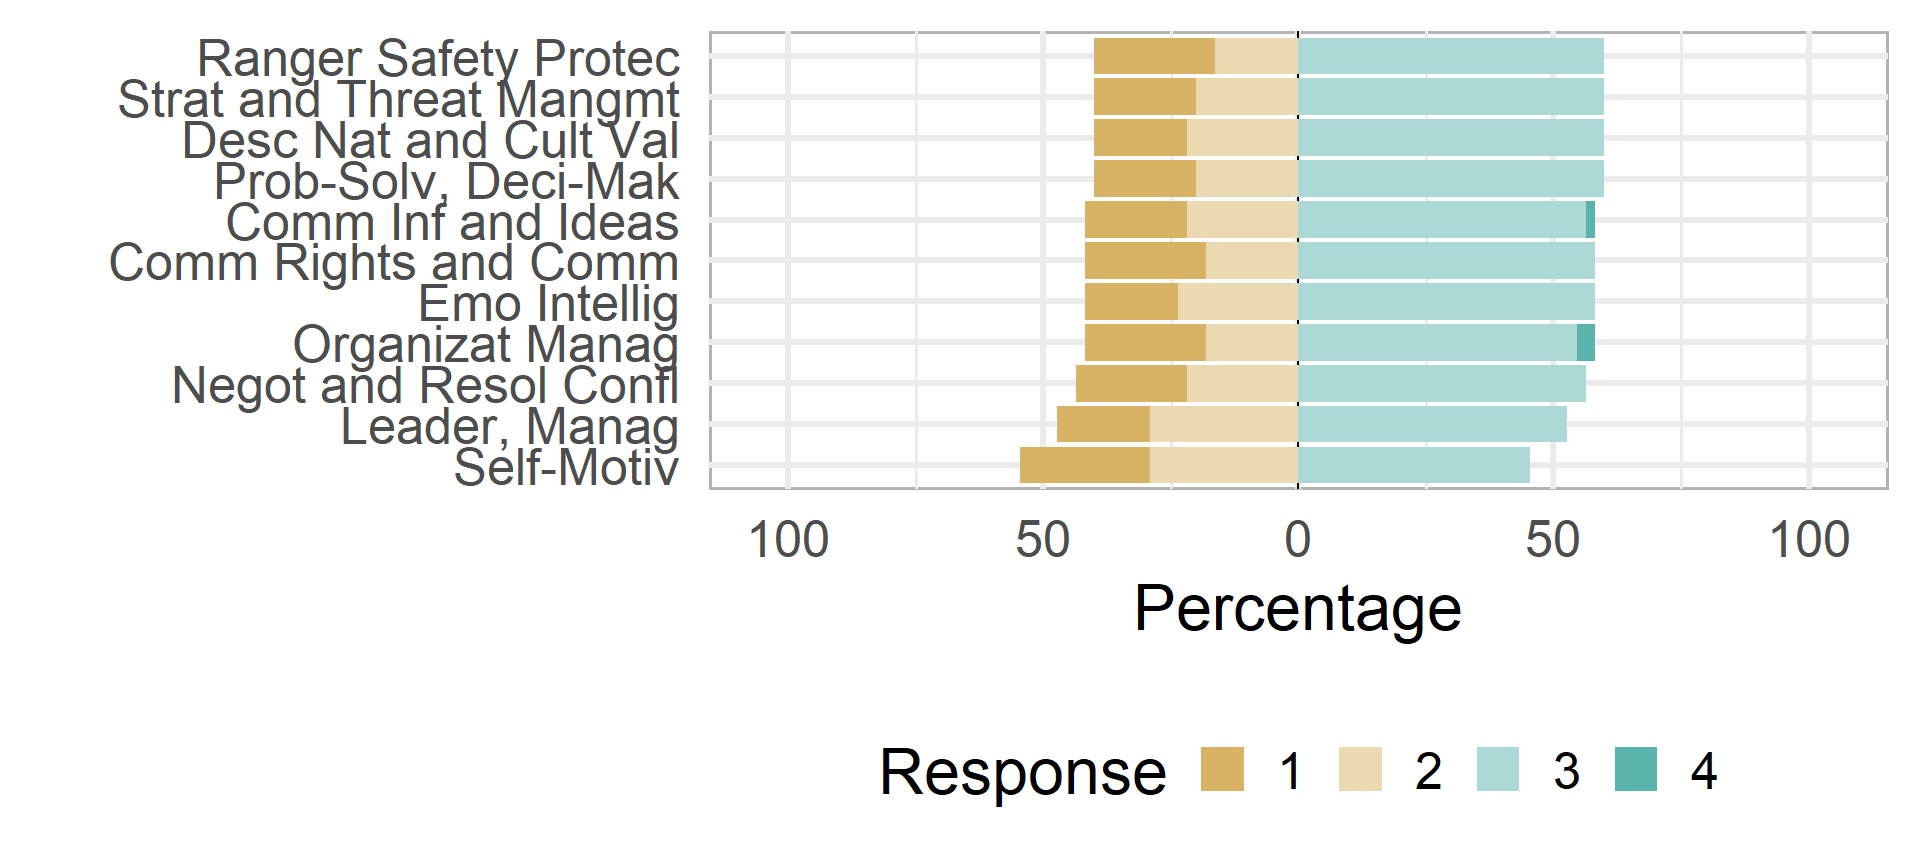 Ranger Safety Protec
Strat and Threat Mangmt
Desc Nat and Cult Val
Prob-Solv, Deci-Mak
Comm Inf and Ideas
Comm Rights and Comm
Emo Intellig
Organizat Manag
Negot and Resol Confl
Leader, Manag
Self-Motiv
100 50 0 50 100
Percentage
Response 1 2 3 4